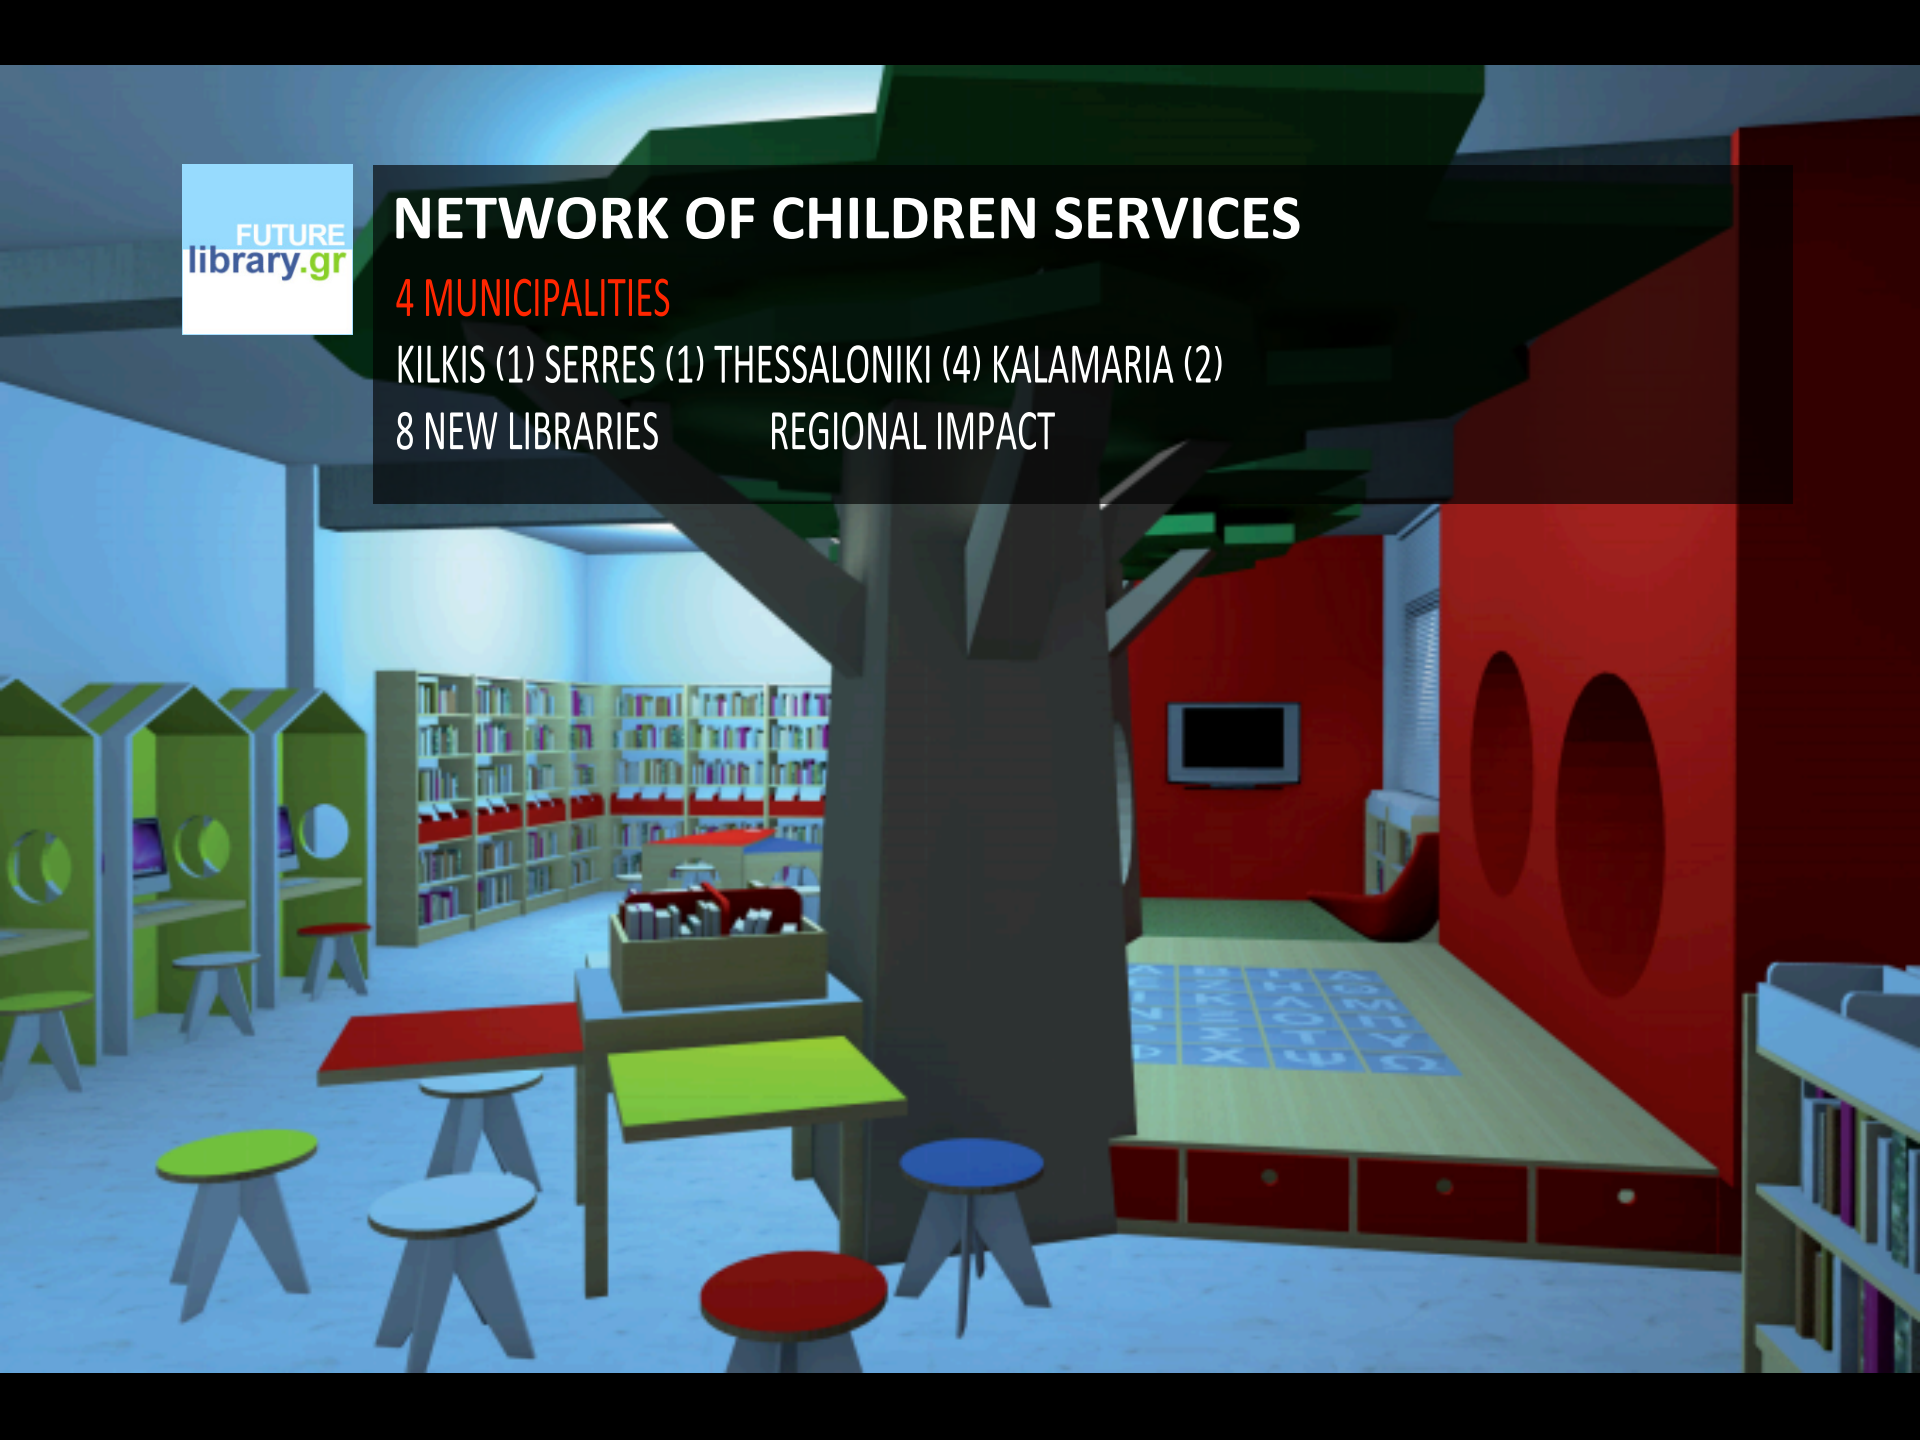 FUTURE
library.gr
NETWORK OF CHILDREN SERVICES
4 MUNICIPALITIES
KILKIS (1) SERRES (1) THESSALONIKI (4) KALAMARIA (2)
8 NEW LIBRARIES REGIONAL IMPACT